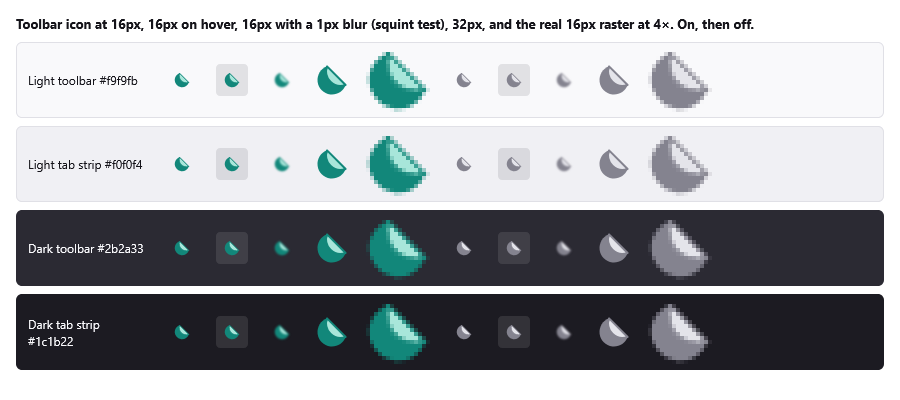 Toolbar icon at 16px, 16px on hover, 16px with a 1px blur (squint test), 32px, and the real 16px raster at 4×. On, then off.
Light toolbar #f9f9fb
Light tab strip #f0f0f4
Dark toolbar #2b2a33
Dark tab strip
#1c1b22